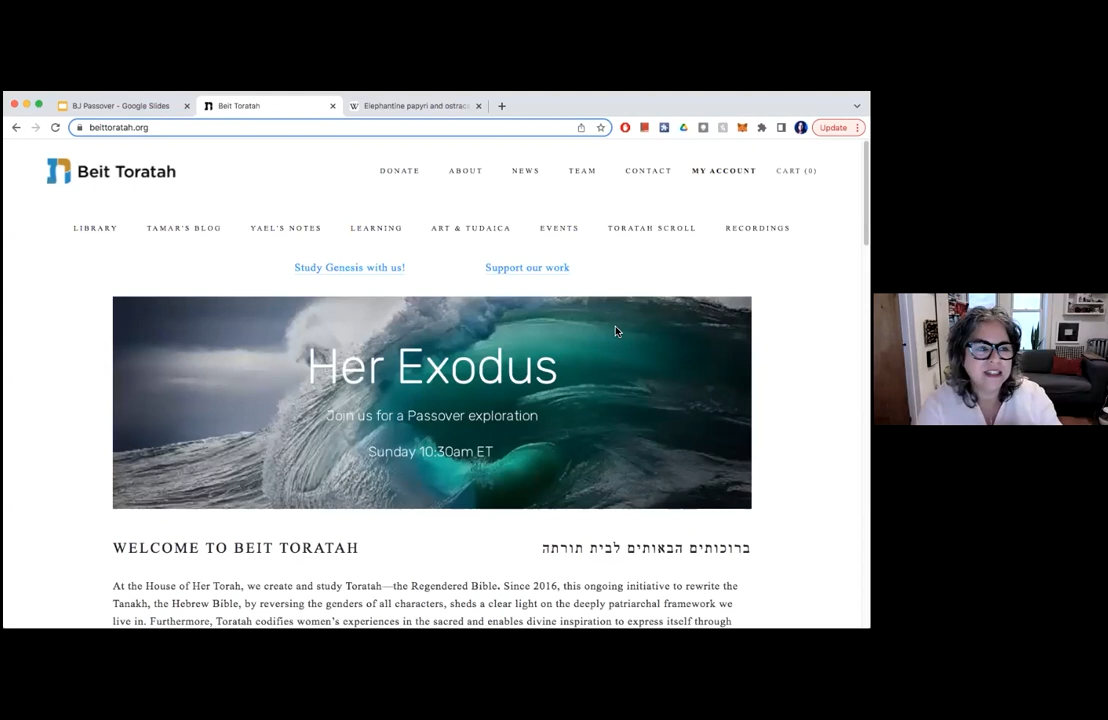 BJ Passover - Google Slides
Beit Toratah
Elephantine papyri and ostrac
beittoratah.org
Update
Beit Toratah
DONATE ABOUT NEWS TEAM CONTACT MY ACCOUNT CART (0)
LIBRARY TAMAR'S BLOG YAEL'S NOTES LEARNING ART & TUDAICA EVENTS TORATAH SCROLL RECORDINGS
Study Genesis with us! Support our work
Her Exodus
Join us for a Passover exploration
Sunday 10:30am ET
WELCOME TO BEIT TORATAH
ברוכותים הבאותים לבית תורתה
At the House of Her Torah, we create and study Toratah—the Regendered Bible. Since 2016, this ongoing initiative to rewrite the
Tanakh, the Hebrew Bible, by reversing the genders of all characters, sheds a clear light on the deeply patriarchal framework we
live in. Furthermore, Toratah codifies women's experiences in the sacred and enables divine inspiration to express itself through